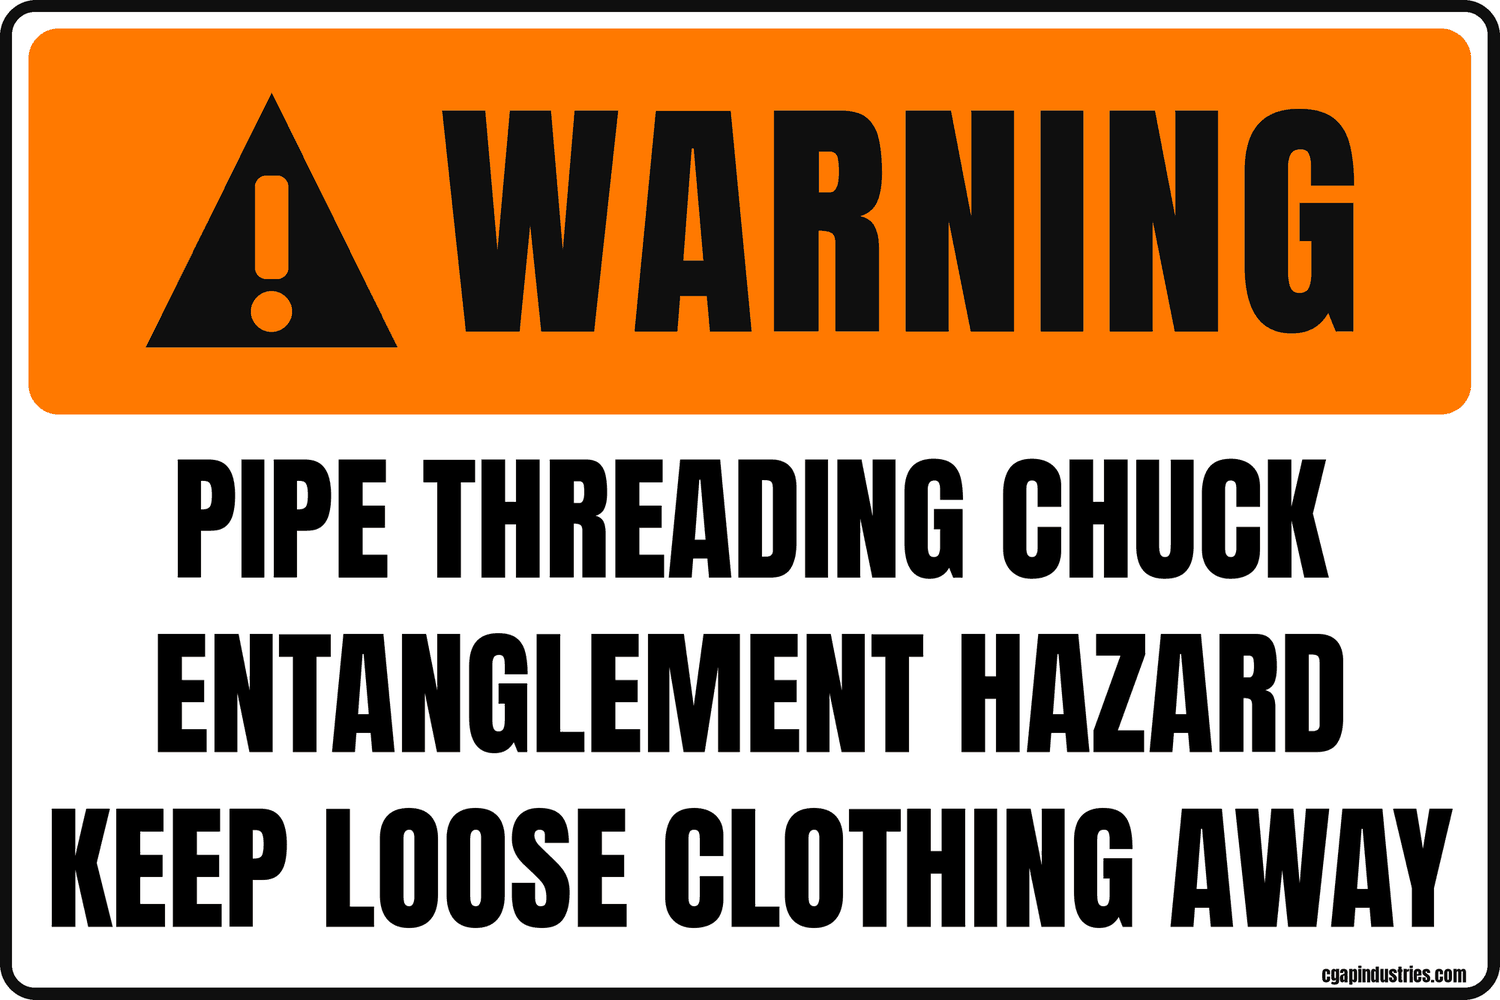 WARNING
PIPE THREADING CHUCK
ENTANGLEMENT HAZARD
KEEP LOOSE CLOTHING AWAY
cgapindustries.com